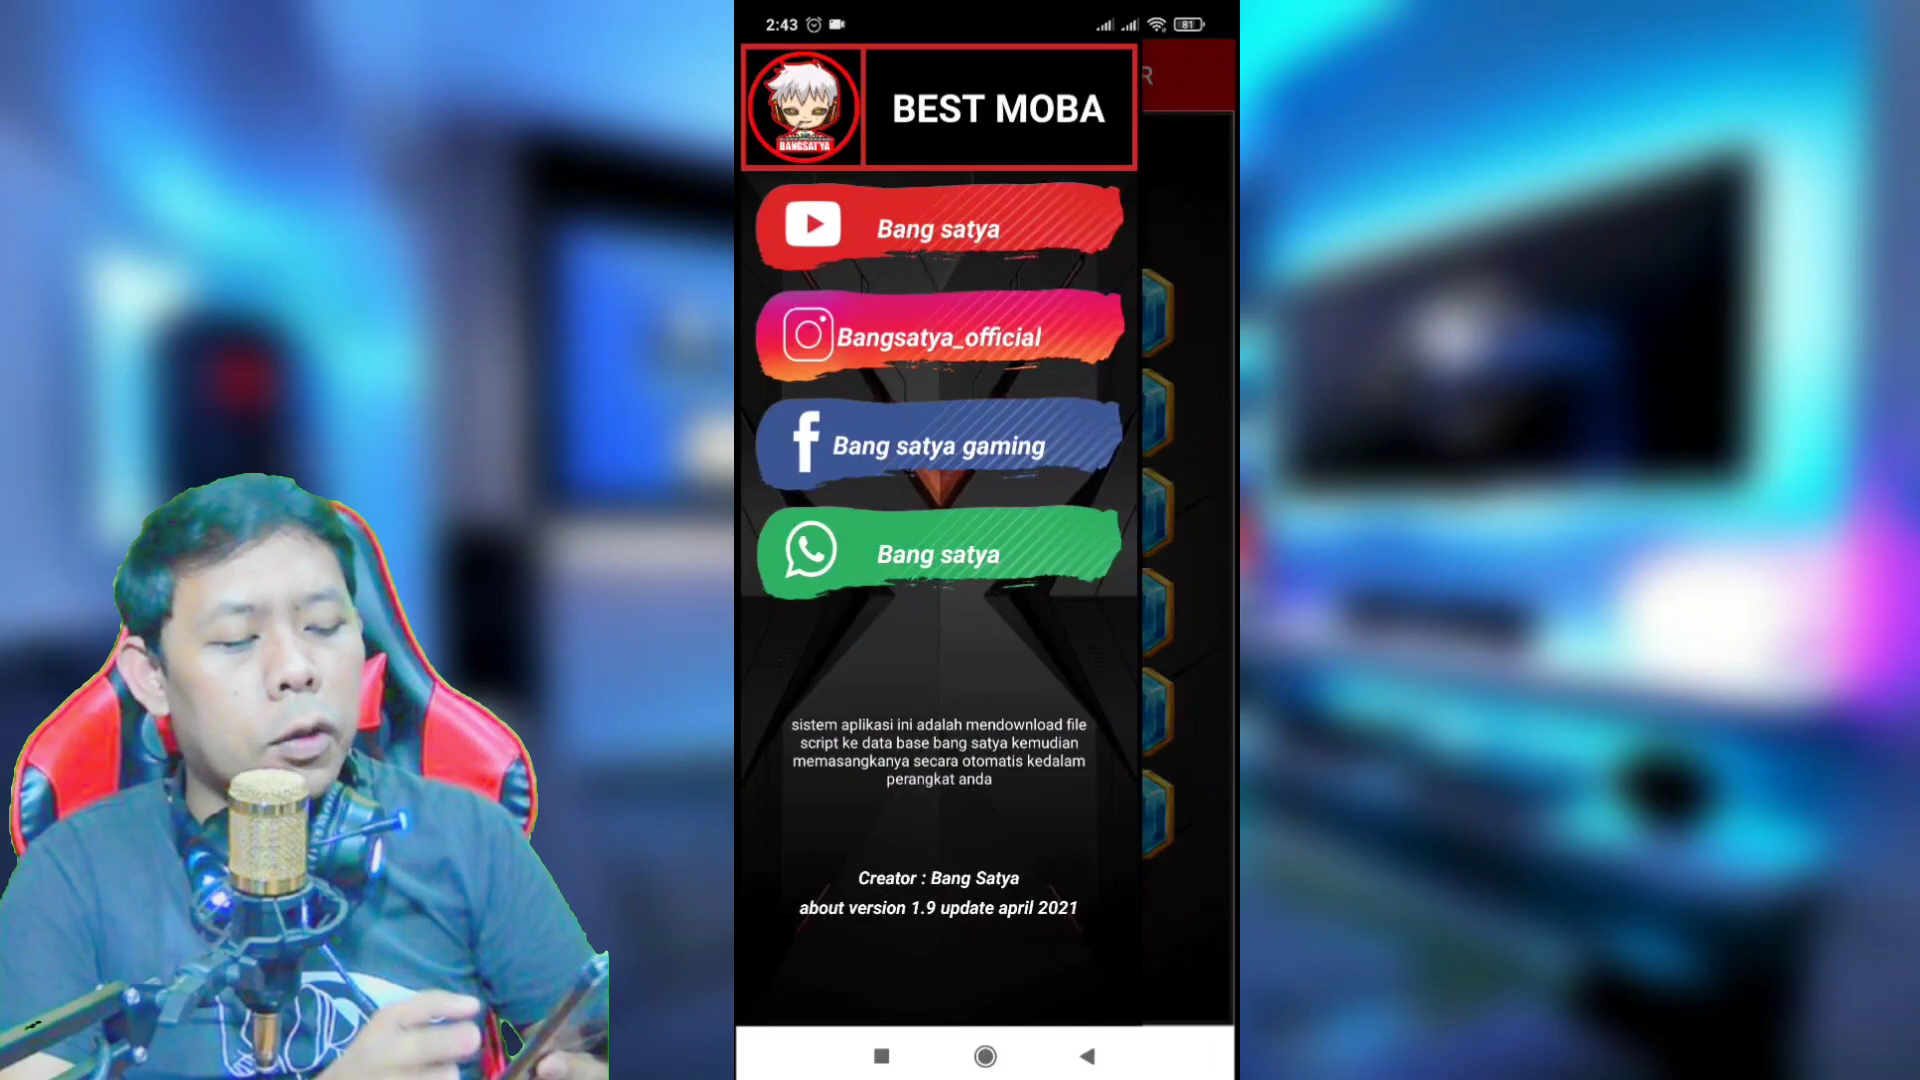 2:43
81
R
BANGSATYA
BEST MOBA
Bang satya
Bangsatya_official
Bang satya gaming
Bang satya
sistem aplikasi ini adalah mendownload file
script ke data base bang satya kemudian
memasangkanya secara otomatis kedalam
perangkat anda
Creator : Bang Satya
about version 1.9 update april 2021